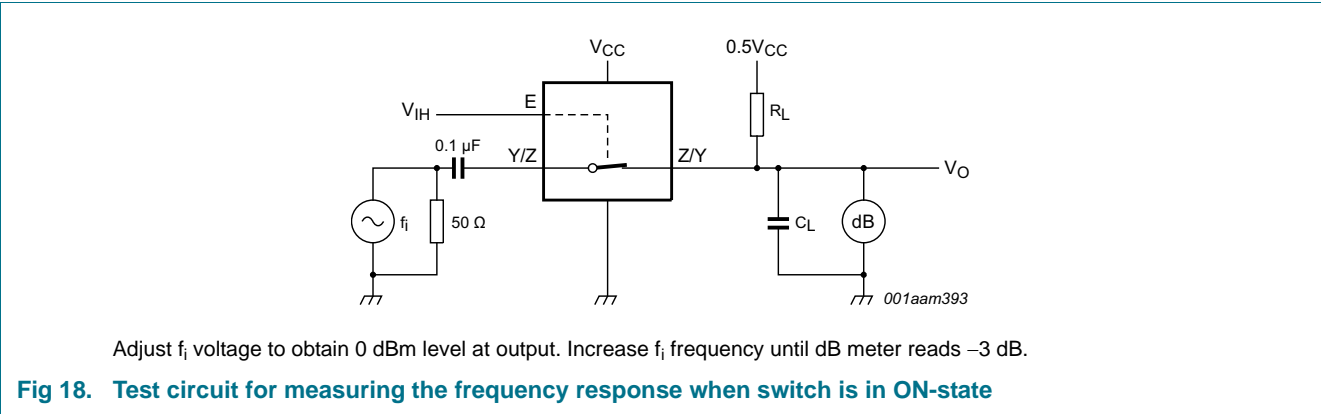 VCC
0.5VCC
VIH
E
RL
0.1 μF
Y/Z
Z/Y
VO
fi
50 Ω
CL
dB
001aam393
Adjust fi voltage to obtain 0 dBm level at output. Increase fi frequency until dB meter reads −3 dB.
Fig 18. Test circuit for measuring the frequency response when switch is in ON-state